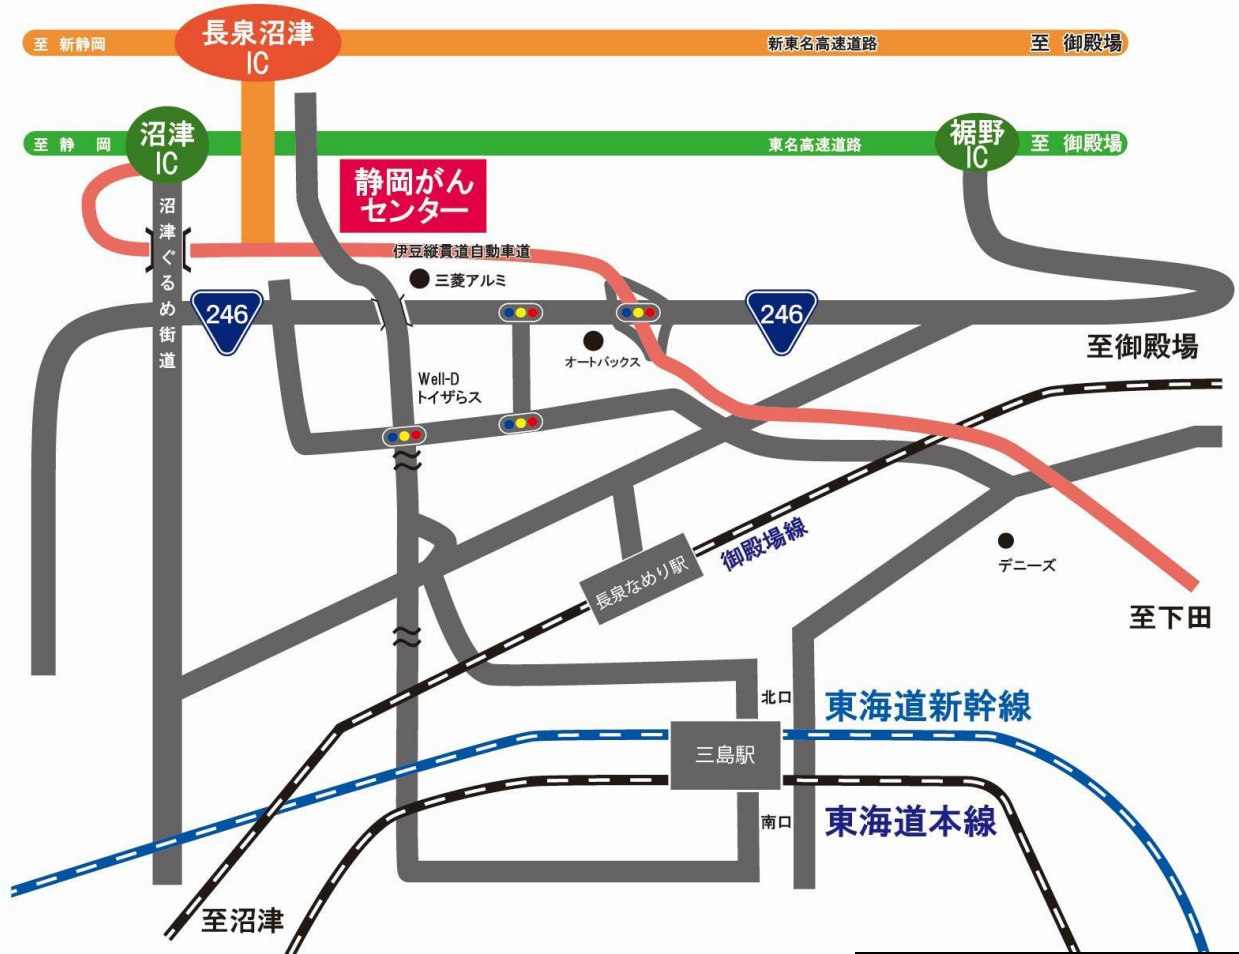 長泉沼津
IC
至 新静岡
新東名高速道路
至 御殿場
沼津
IC
至 静 岡
東名高速道路
裾野
IC
至 御殿場
静岡がん
センター
沼津ぐるめ街道
伊豆縦貫道自動車道
三菱アルミ
246
246
オートバックス
至御殿場
Well-D
トイザらス
御殿場線
長泉なめり駅
デニーズ
至下田
北口
東海道新幹線
三島駅
南口
東海道本線
至沼津